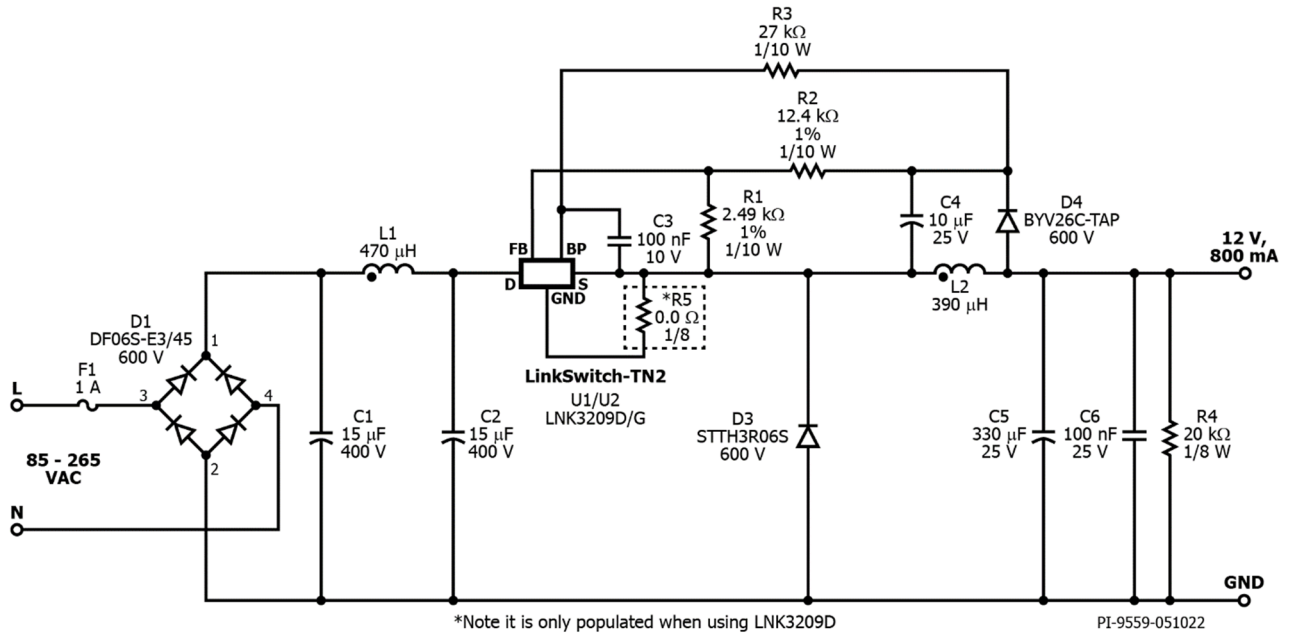 R3
27 kΩ
1/10 W
R2
12.4 kΩ
1%
1/10 W
R1
2.49 kΩ
1%
1/10 W
C4
10 µF
25 V
D4
BYV26C-TAP
600 V
C3
100 nF
10 V
L1
470 µH
FB
BP
D
S
GND
12 V,
800 mA
L2
390 µH
*R5
0.0 Ω
1/8
D1
DF06S-E3/45
600 V
1
F1
1 A
L
3
4
2
LinkSwitch-TN2
U1/U2
LNK3209D/G
C1
15 µF
400 V
C2
15 µF
400 V
D3
STTH3R06S
600 V
C5
330 µF
25 V
C6
100 nF
25 V
R4
20 kΩ
1/8 W
85 - 265
VAC
N
GND
*Note it is only populated when using LNK3209D
PI-9559-051022